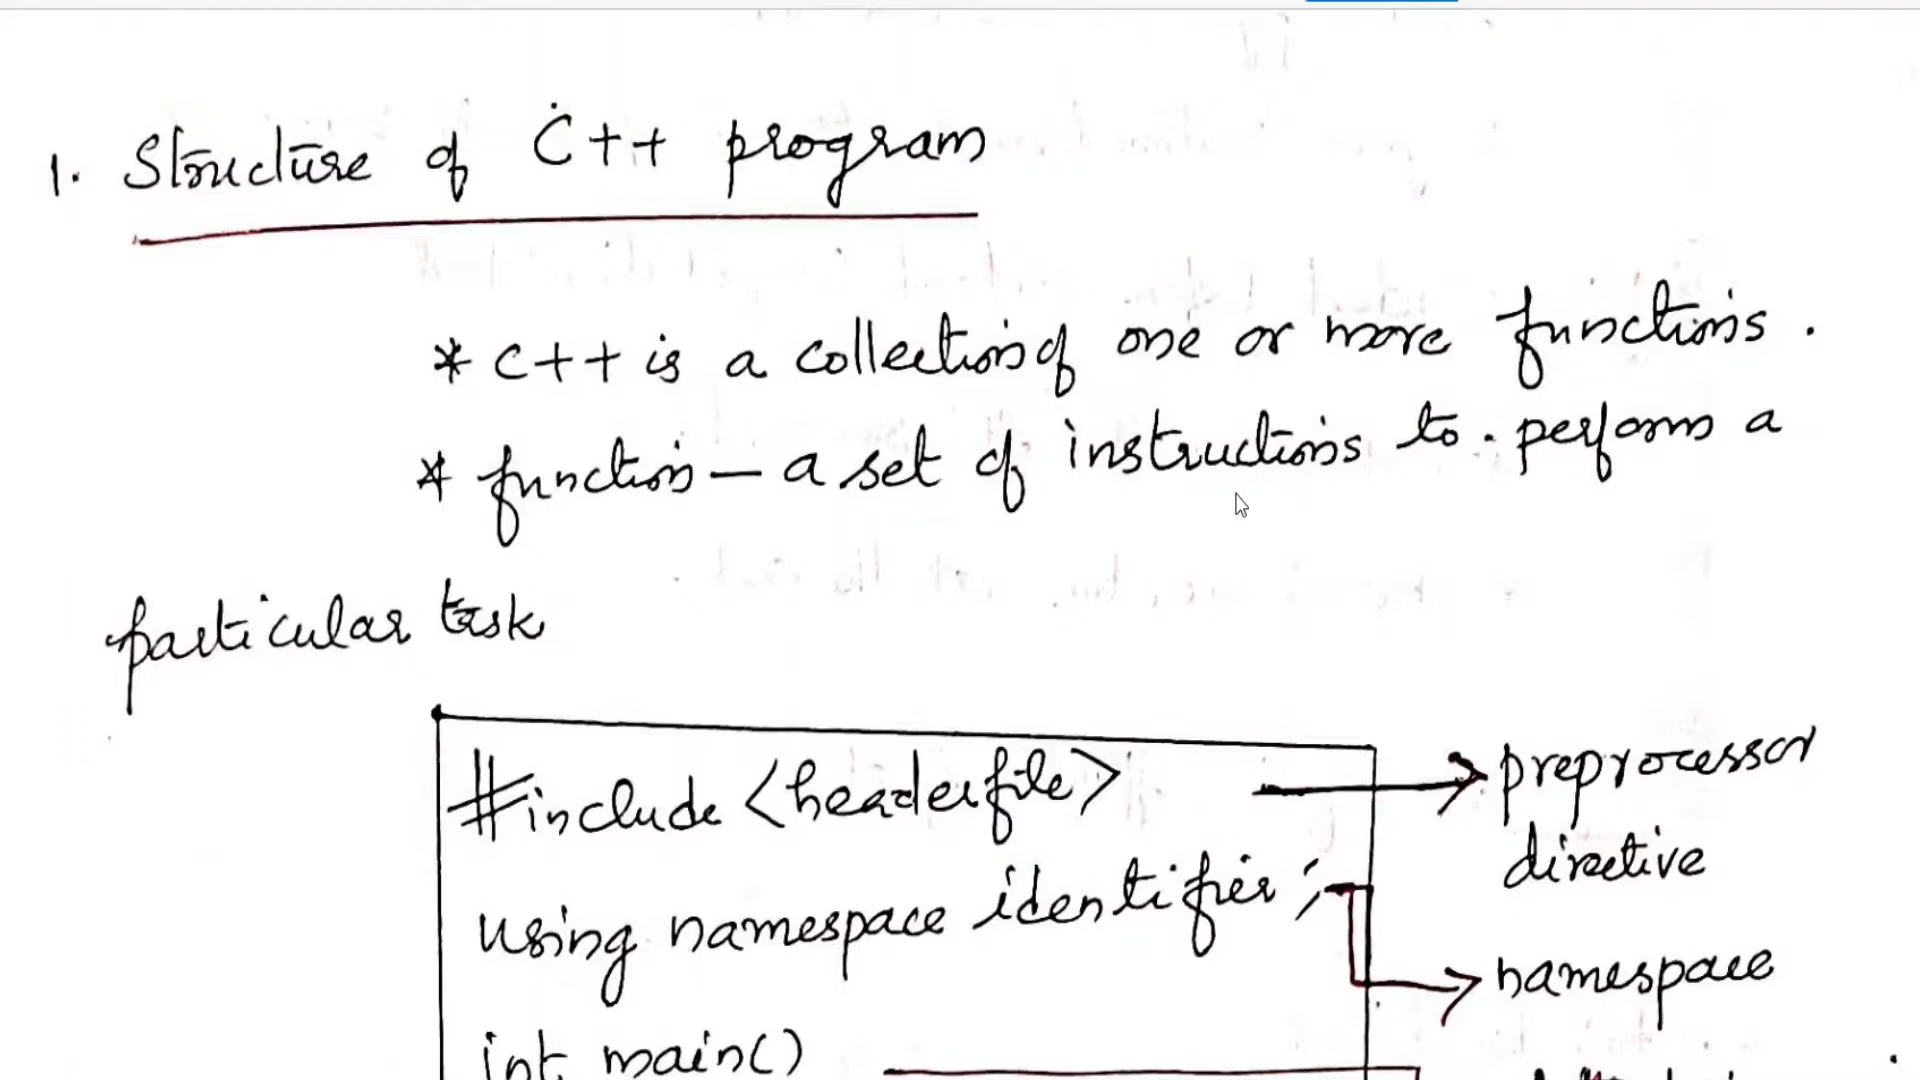 1. Structure of C++ program
* C++ is a collection of one or more functions.
* function - a set of instructions to perform a
particular task
#include <headerfile>
preprocessor
directive
using namespace identifier;
namespace
int main()